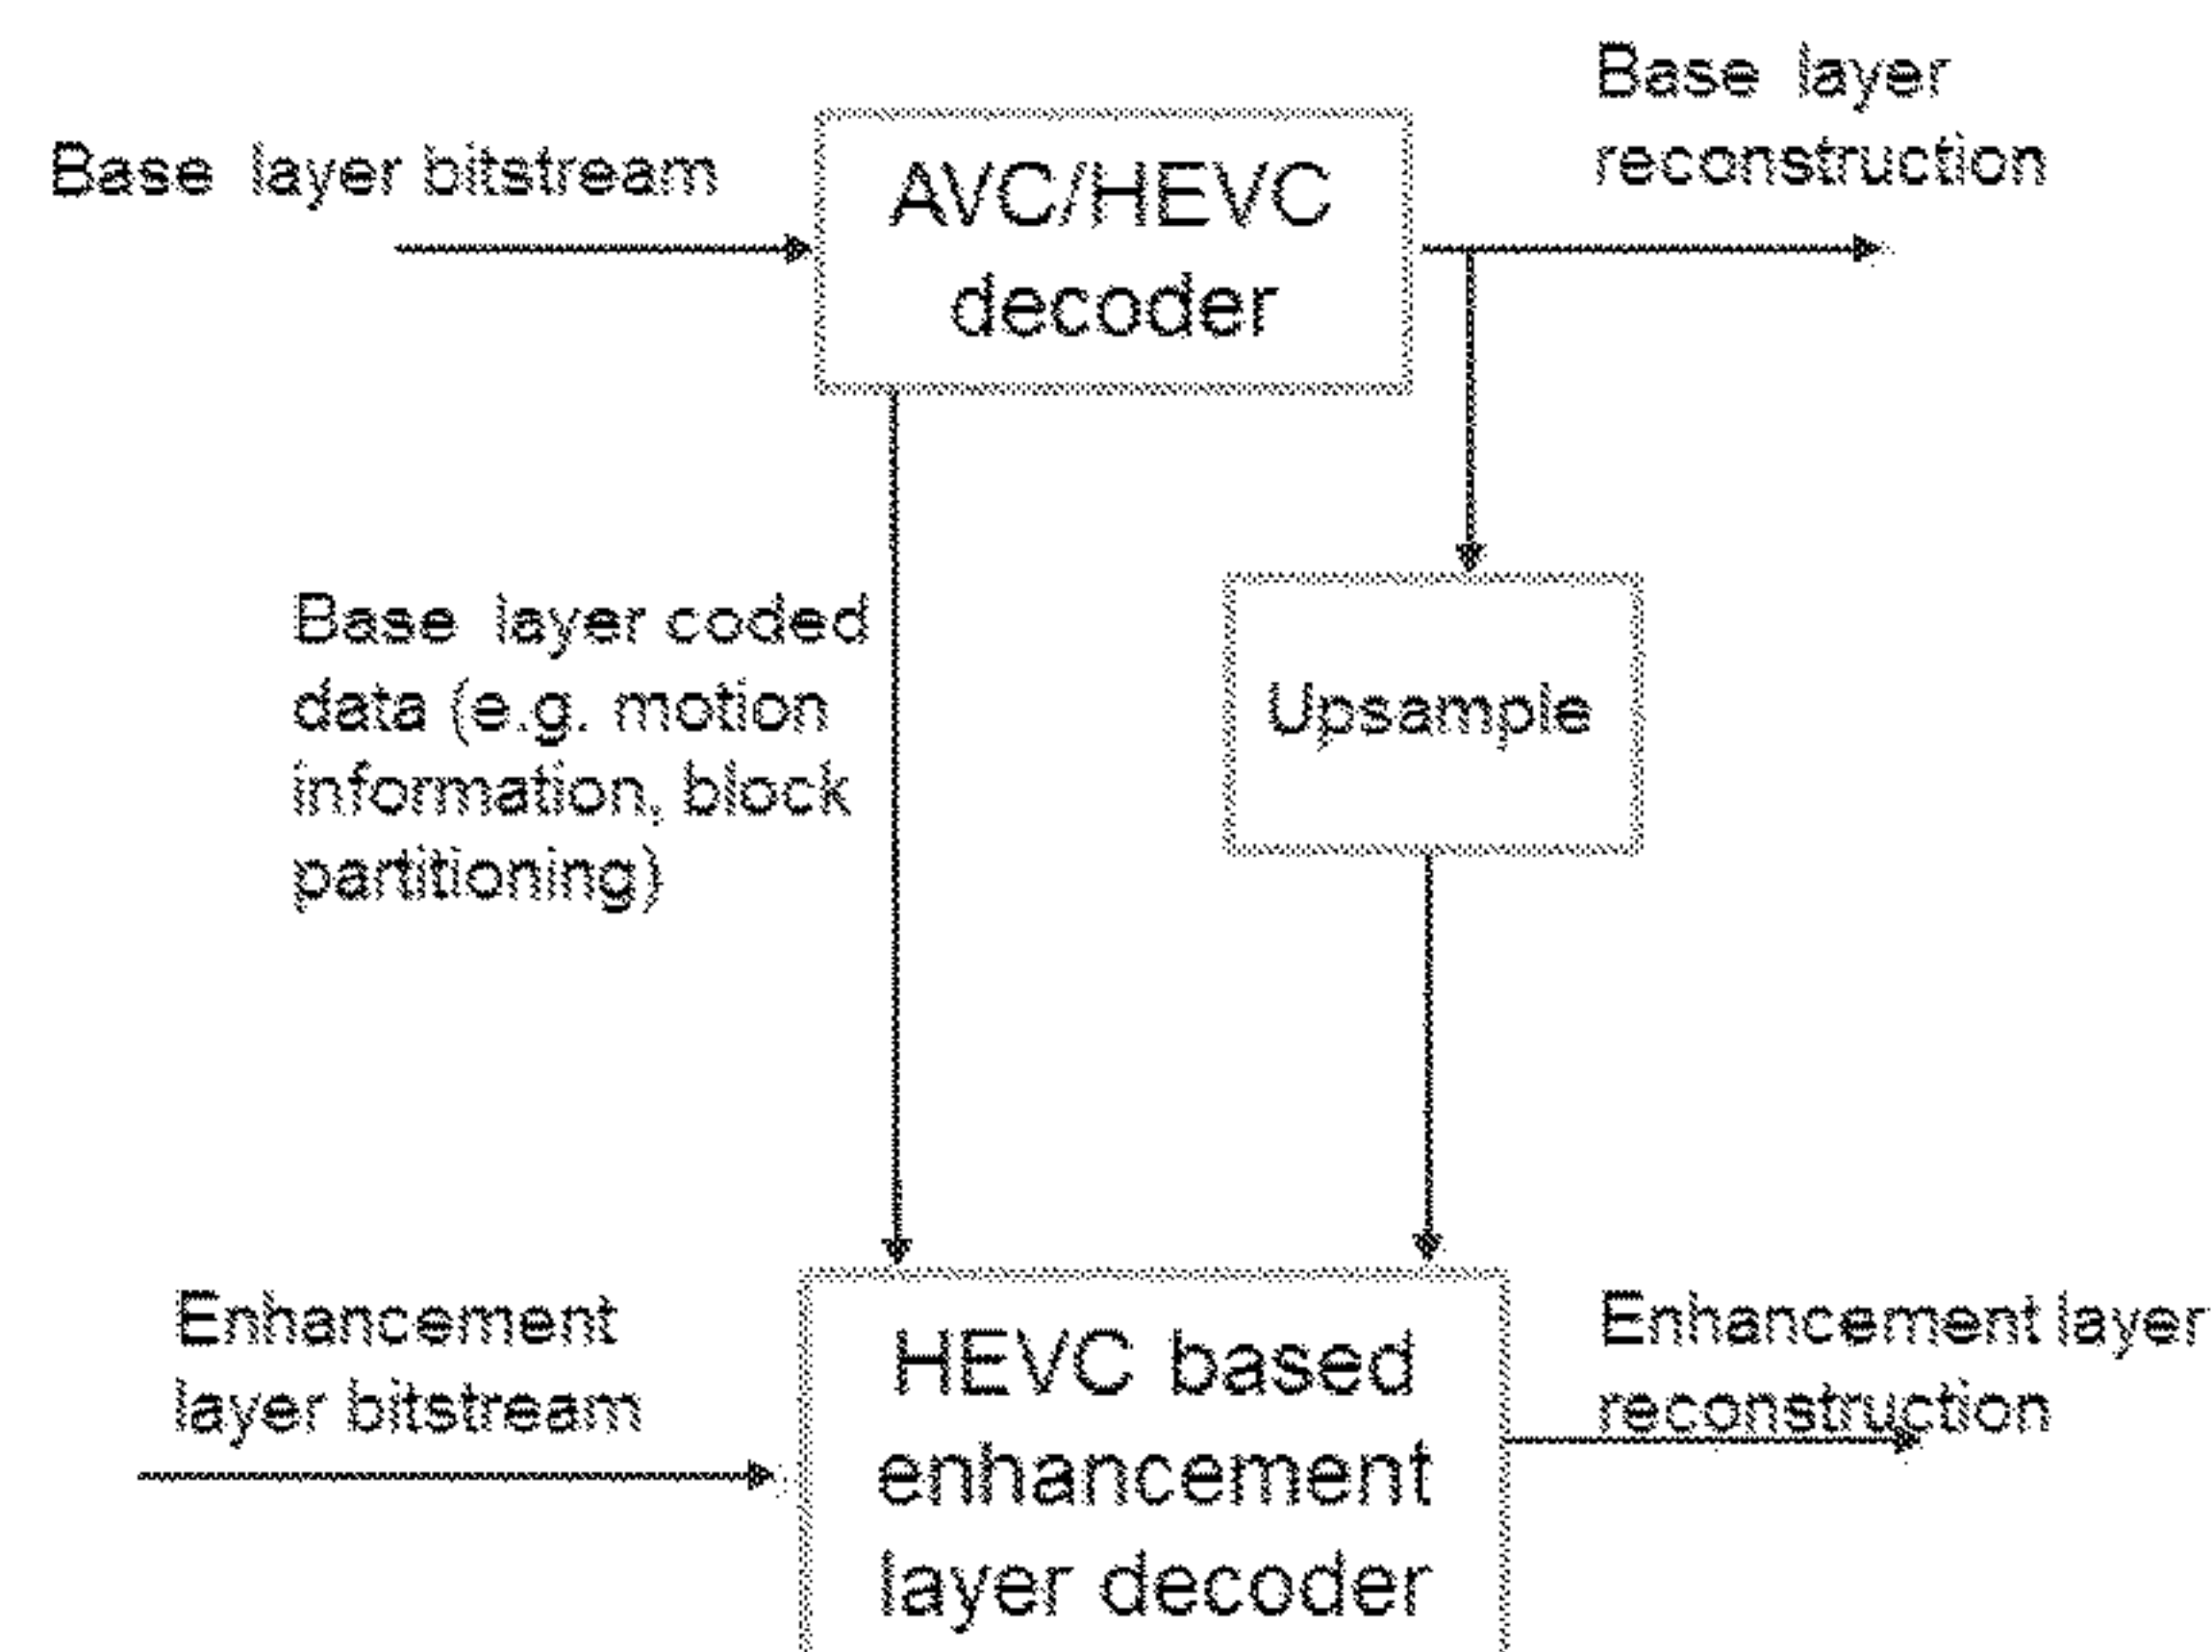 Base layer bitstream
AVC/HEVC
decoder
Base layer
reconstruction
Base layer coded
data (e.g. motion
information, block
partitioning)
Upsample
Enhancement
layer bitstream
HEVC based
enhancement
layer decoder
Enhancement layer
reconstruction